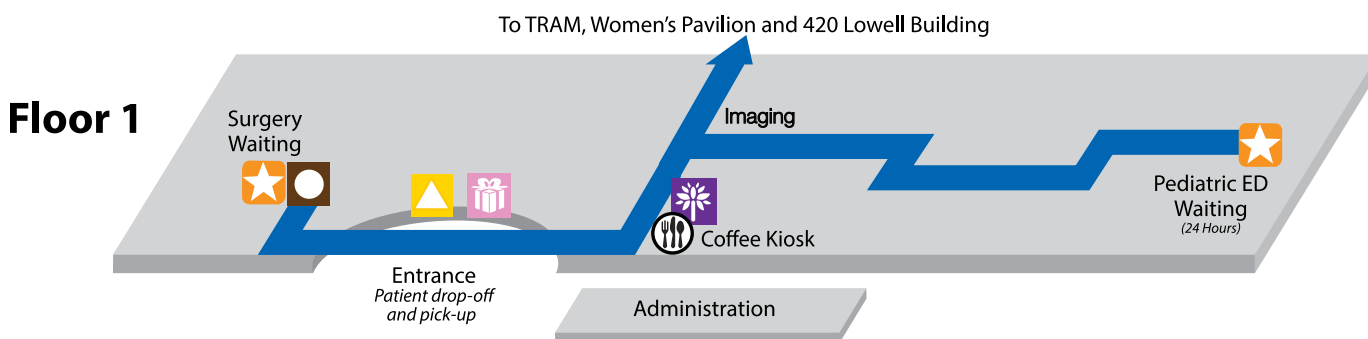 To TRAM, Women's Pavilion and 420 Lowell Building
Floor 1
Surgery
Waiting
Imaging
Pediatric ED
Waiting
(24 Hours)
Coffee Kiosk
Entrance
Patient drop-off
and pick-up
Administration